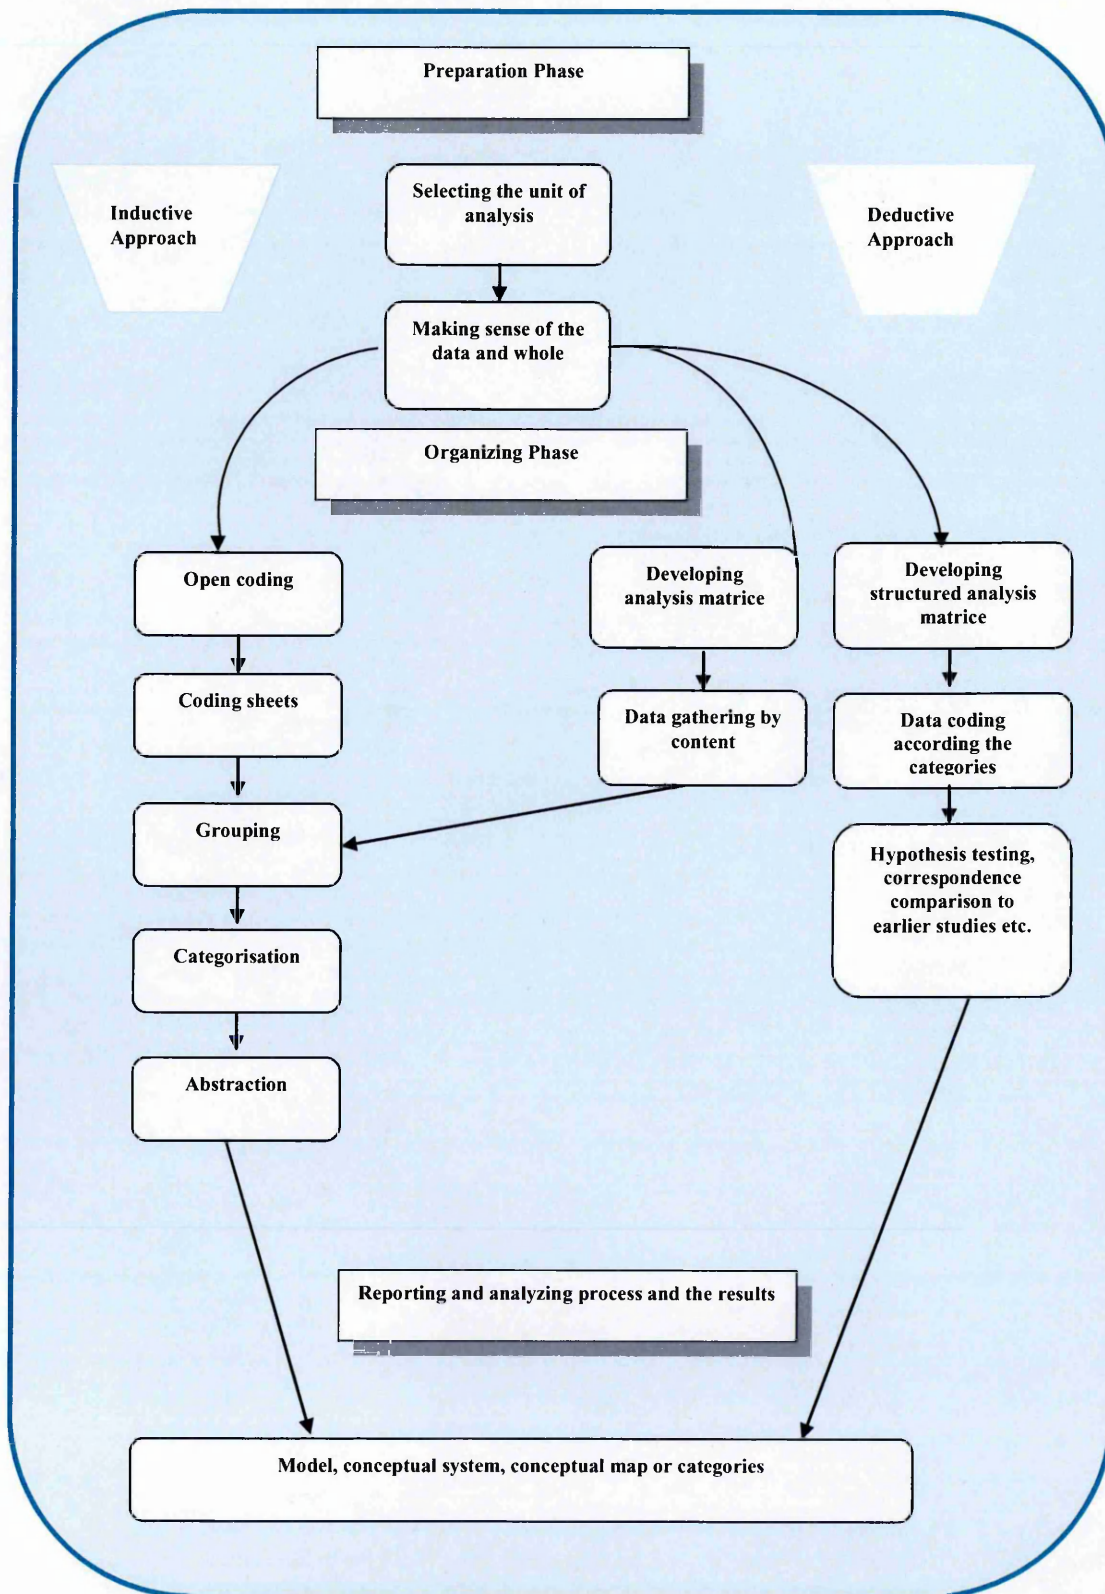 Preparation Phase
Inductive
Approach
Selecting the unit of
analysis
Deductive
Approach
Making sense of the
data and whole
Organizing Phase
Open coding
Developing
analysis matrice
Developing
structured analysis
matrice
Coding sheets
Data gathering by
content
Data coding
according the
categories
Grouping
Hypothesis testing,
correspondence
comparison to
earlier studies etc.
Categorisation
Abstraction
Reporting and analyzing process and the results
Model, conceptual system, conceptual map or categories